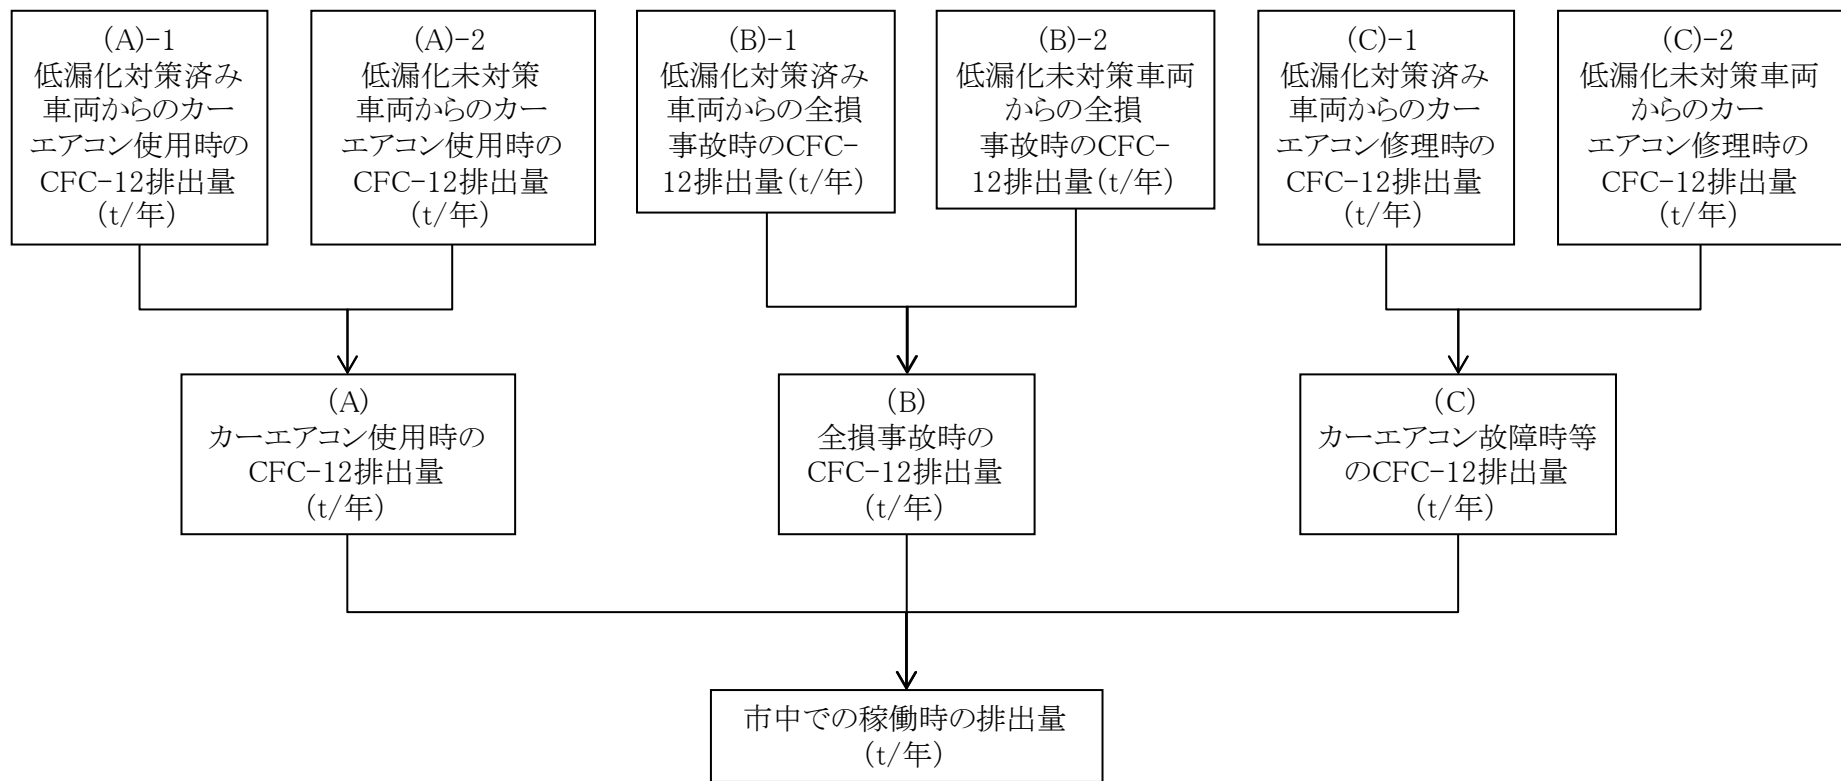 (A)-1
低漏化対策済み
車両からのカー
エアコン使用時の
CFC-12排出量
(t/年)
(A)-2
低漏化未対策
車両からのカー
エアコン使用時の
CFC-12排出量
(t/年)
(B)-1
低漏化対策済み
車両からの全損
事故時のCFC-
12排出量(t/年)
(B)-2
低漏化未対策車両
からの全損
事故時のCFC-
12排出量(t/年)
(C)-1
低漏化対策済み
車両からのカー
エアコン修理時の
CFC-12排出量
(t/年)
(C)-2
低漏化未対策車両
からのカー
エアコン修理時の
CFC-12排出量
(t/年)
(A)
カーエアコン使用時の
CFC-12排出量
(t/年)
(B)
全損事故時の
CFC-12排出量
(t/年)
(C)
カーエアコン故障時等
のCFC-12排出量
(t/年)
市中での稼働時の排出量
(t/年)